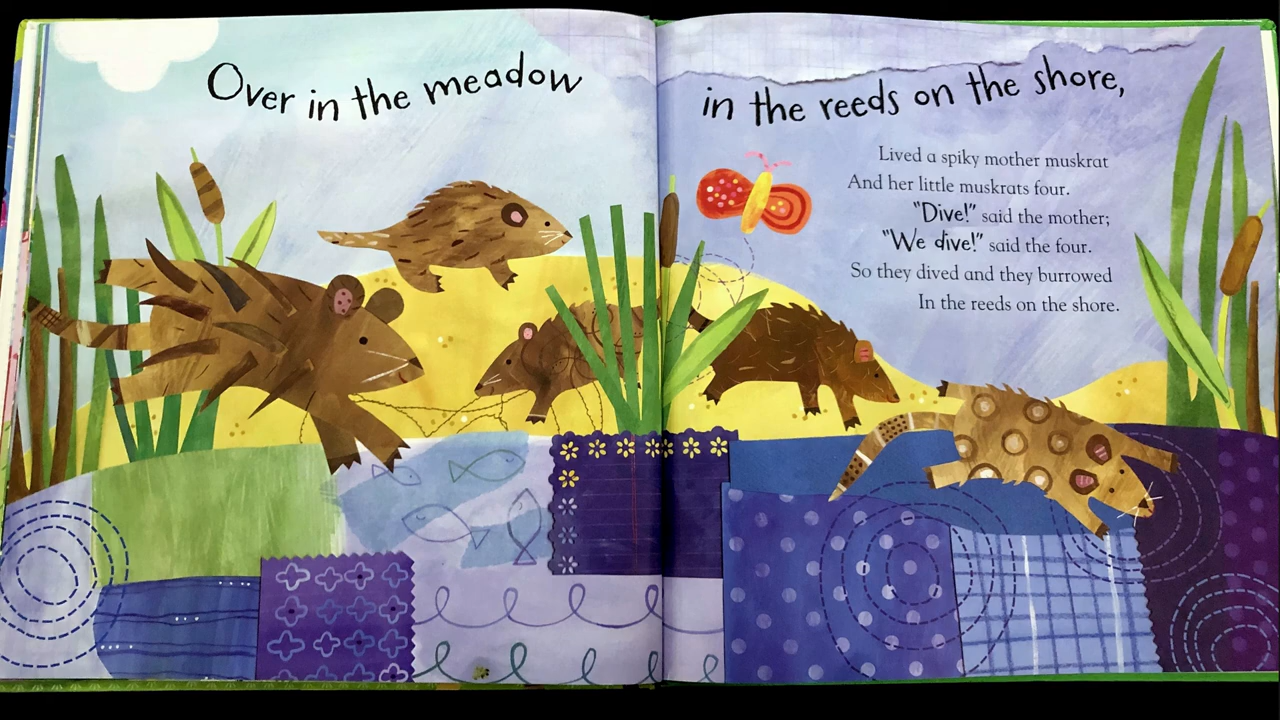 Over in the meadow
in the reeds on the shore,
Lived a spiky mother muskrat
And her little muskrats four.
"Dive!" said the mother;
"We dive!" said the four.
So they dived and they burrowed
In the reeds on the shore.